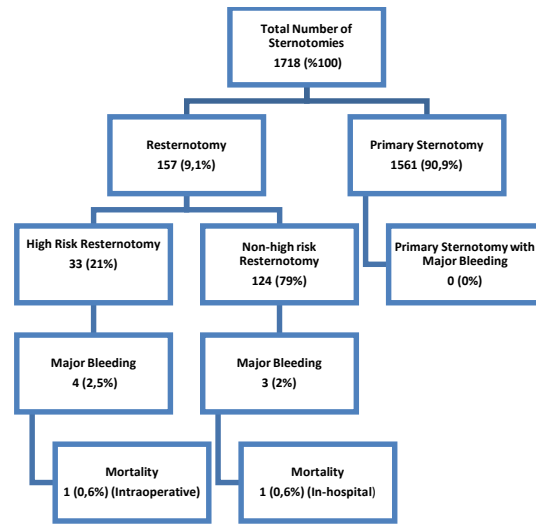 Total Number of
Sternotomies
1718 (%100)
Resternotomy
157 (9,1%)
Primary Sternotomy
1561 (90,9%)
High Risk Resternotomy
33 (21%)
Non-high risk
Resternotomy
124 (79%)
Primary Sternotomy with
Major Bleeding
0 (0%)
Major Bleeding
4 (2,5%)
Major Bleeding
3 (2%)
Mortality
1 (0,6%) (Intraoperative)
Mortality
1 (0,6%) (In-hospital)